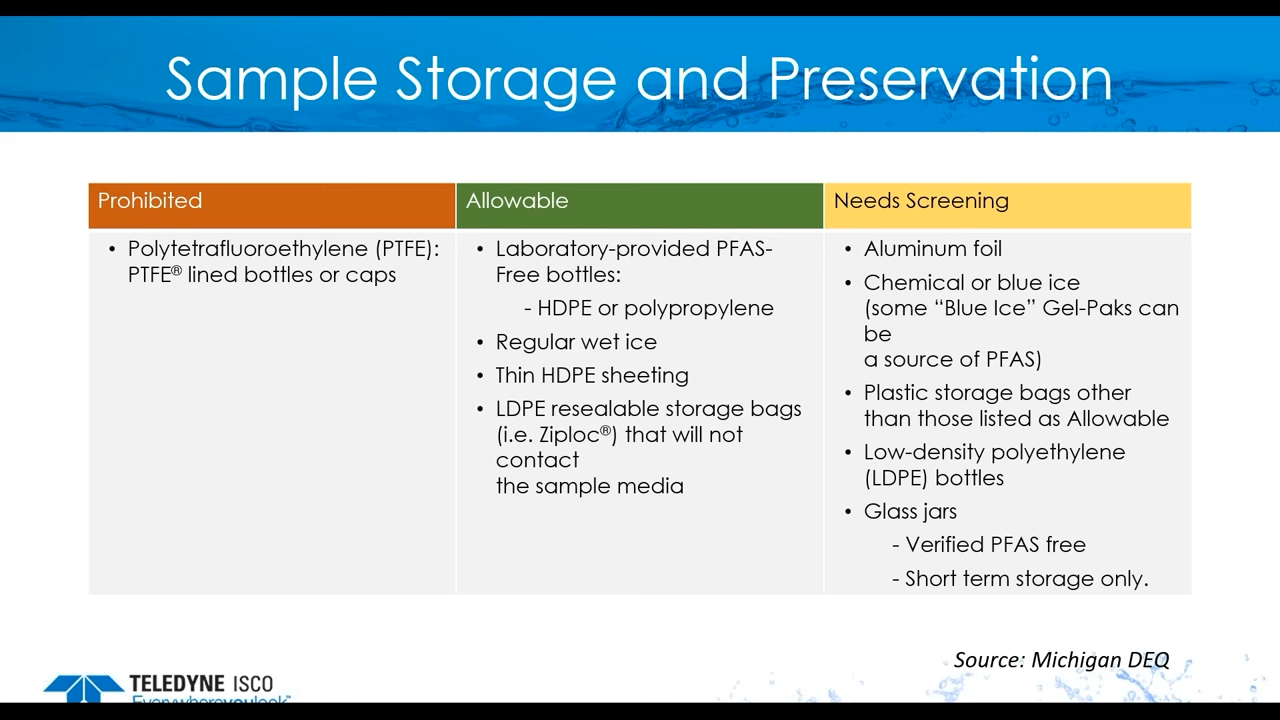 Sample Storage and Preservation
Prohibited
• Polytetrafluoroethylene (PTFE):
PTFE® lined bottles or caps
Allowable
• Laboratory-provided PFAS-
Free bottles:
- HDPE or polypropylene
• Regular wet ice
• Thin HDPE sheeting
• LDPE resealable storage bags
(i.e. Ziploc®) that will not
contact
the sample media
Needs Screening
• Aluminum foil
• Chemical or blue ice
(some “Blue Ice” Gel-Paks can
be
a source of PFAS)
• Plastic storage bags other
than those listed as Allowable
• Low-density polyethylene
(LDPE) bottles
• Glass jars
- Verified PFAS free
- Short term storage only.
Source: Michigan DEQ
TELEDYNE ISCO
Everywhereyoulook™